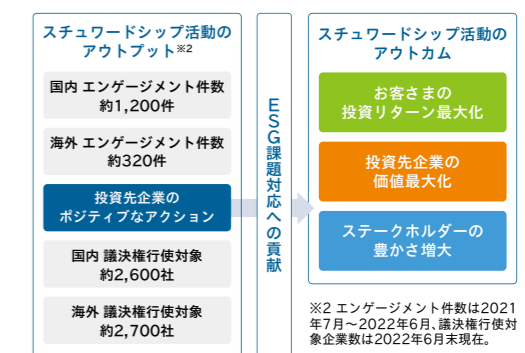 スチュワードシップ活動の
アウトプット※2
国内 エンゲージメント件数
約1,200件
海外 エンゲージメント件数
約320件
投資先企業の
ポジティブなアクション
国内 議決権行使対象
約2,600社
海外 議決権行使対象
約2,700社
ESG課題対応への貢献
スチュワードシップ活動の
アウトカム
お客さまの
投資リターン最大化
投資先企業の
価値最大化
ステークホルダーの
豊かさ増大
※2 エンゲージメント件数は2021
年7月～2022年6月、議決権行使対
象企業数は2022年6月末現在。